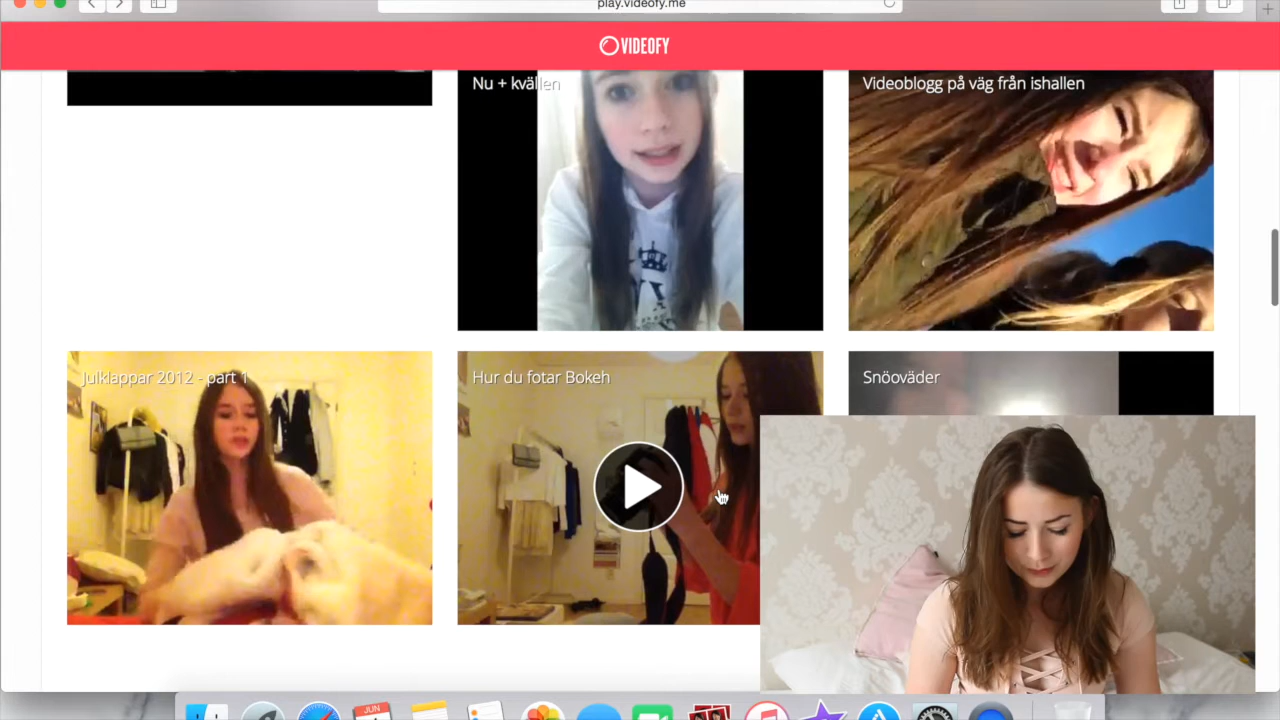 play.videofy.me
VIDEOFY
Nu + kvällen
Videoblogg på väg från ishallen
Julklappar 2012 - part 1
Hur du fotar Bokeh
Snöoväder
JUN